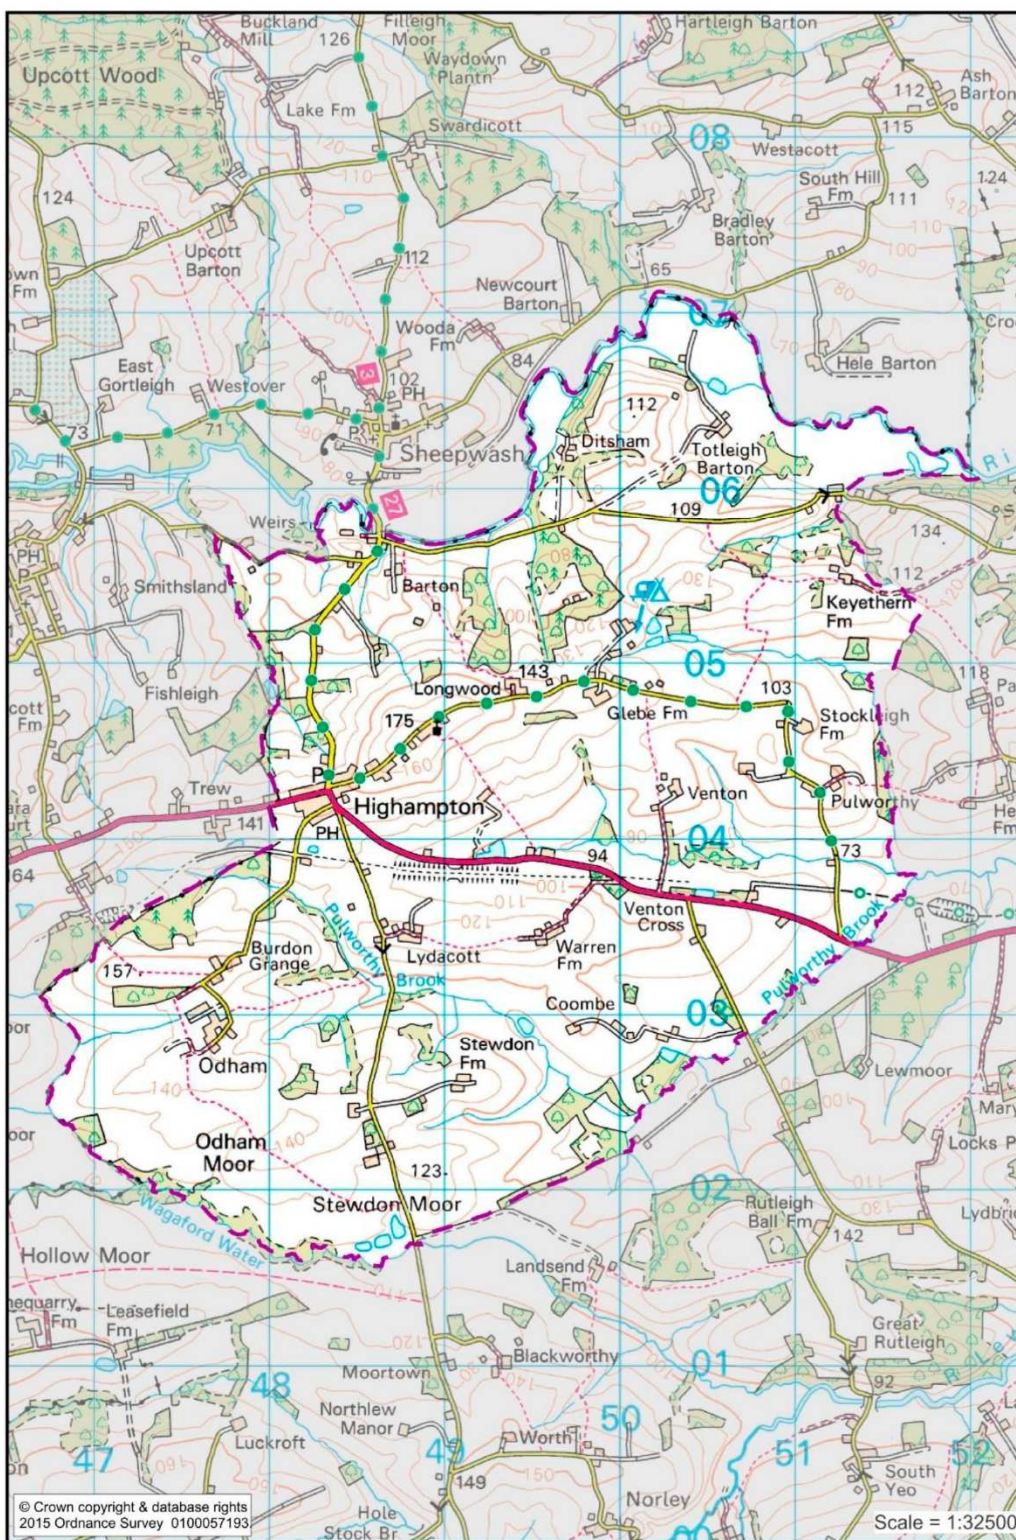 Buckland
Mill
126
Filleigh
Moor
Hartleigh Barton
Upcott Wood
Waydown
Plantn
Lake Fm
112
Ash
Barton
Swardicott
08
115
110
Westacott
124
South Hill
Fm
124
111
Upcott
Barton
Bradley
Barton
112
65
Newcourt
Barton
07
Wooda
Fm
East
Gortleigh
Westover
3
102
PH
84
Hele Barton
112
73
71
P
Ditsham
Sheepwash
Totleigh
Barton
06
27
109
134
Weirs
PH
P
Smithsland
Barton
112
Keyethern
Fm
05
Fishleigh
Longwood
143
103
118
Glebe Fm
Stockleigh
Fm
175
160
P
Trew
Venton
Pulworthy
Highampton
141
PH
04
94
73
164
Venton
Cross
Pulworthy
Brook
Burdon
Grange
Lydacott
Warren
Fm
Pulworthy Brook
157
Coombe
03
Odham
Stewdon
Fm
Lewmoor
140
Odham
Moor
140
123
02
Stewdon Moor
Rutleigh
Ball Fm
Wagaford Water
142
Hollow Moor
Landsend
Fm
Leasefield
Fm
Great
Rutleigh
Blackworthy
01
Moortown
92
48
Northlew
Manor
50
47
Luckroft
49
Worth
51
52
149
South
Yeo
Norley
Hole
Stock Br
© Crown copyright & database rights
2015 Ordnance Survey 0100057193
Scale = 1:32500